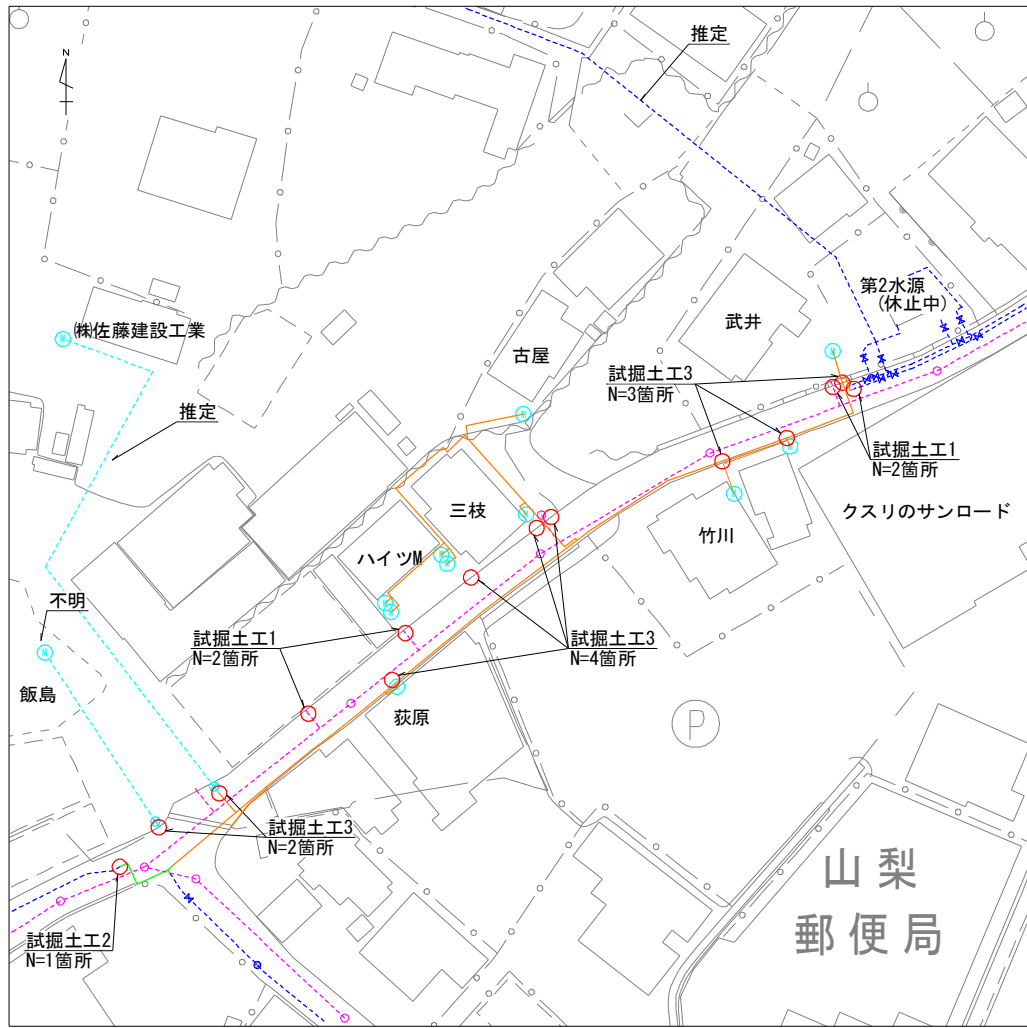 推定
N
第2水源
(休止中)
㈱佐藤建設工業
武井
古屋
試掘土工3
N=3箇所
推定
試掘土工1
N=2箇所
クスリのサンロード
三枝
竹川
ハイツM
不明
試掘土工1
N=2箇所
試掘土工3
N=4箇所
飯島
荻原
P
試掘土工3
N=2箇所
山梨
郵便局
試掘土工2
N=1箇所
M
M
M
M
M
M
M
M
M
M
M